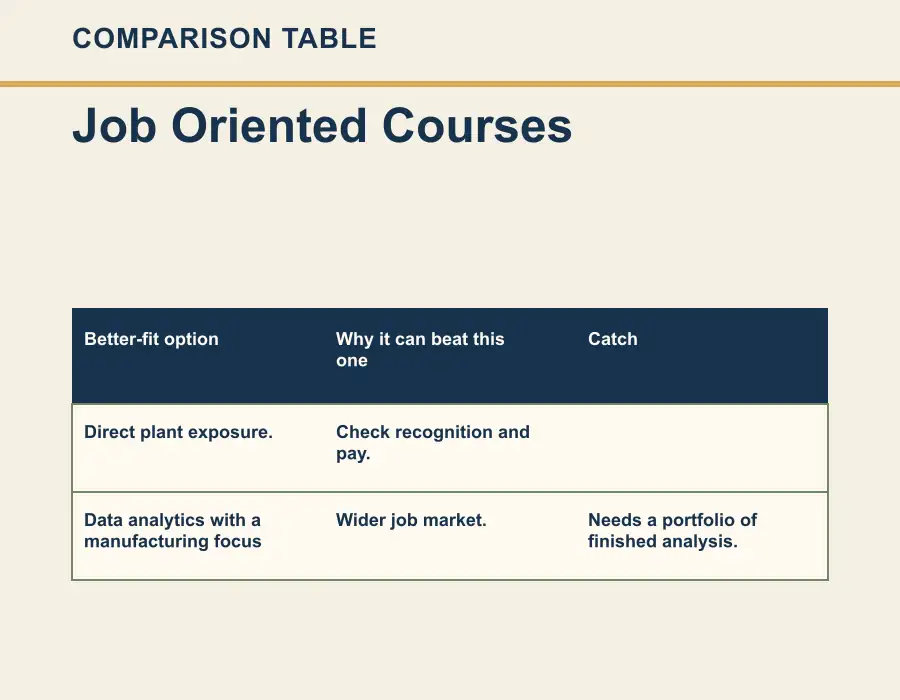 COMPARISON TABLE
Job Oriented Courses
Better-fit option
Why it can beat this
one
Catch
Direct plant exposure.
Check recognition and
pay.
Data analytics with a
manufacturing focus
Wider job market.
Needs a portfolio of
finished analysis.